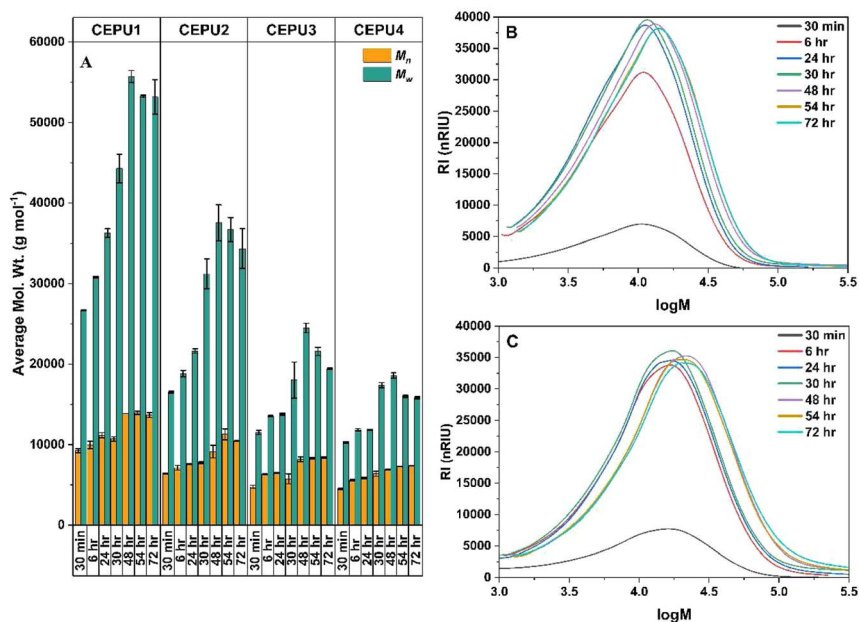 CEPU1 CEPU2 CEPU3 CEPU4
A
Mn
Mw
Average Mol. Wt. (g mol-1)
60000
50000
40000
30000
20000
10000
0
30 min 6 hr 24 hr 30 hr 48 hr 54 hr 72 hr 30 min 6 hr 24 hr 30 hr 48 hr 54 hr 72 hr 30 min 6 hr 24 hr 30 hr 48 hr 54 hr 72 hr 30 min 6 hr 24 hr 30 hr 48 hr 54 hr 72 hr
B
30 min
6 hr
24 hr
30 hr
48 hr
54 hr
72 hr
RI (nRIU)
40000
35000
30000
25000
20000
15000
10000
5000
0
3.0 3.5 4.0 4.5 5.0 5.5
logM
C
30 min
6 hr
24 hr
30 hr
48 hr
54 hr
72 hr
RI (nRIU)
40000
35000
30000
25000
20000
15000
10000
5000
0
3.0 3.5 4.0 4.5 5.0 5.5
logM